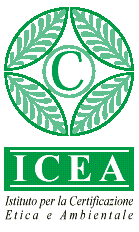 C
ICEA
Istituto per la Certificazione
Etica e Ambientale